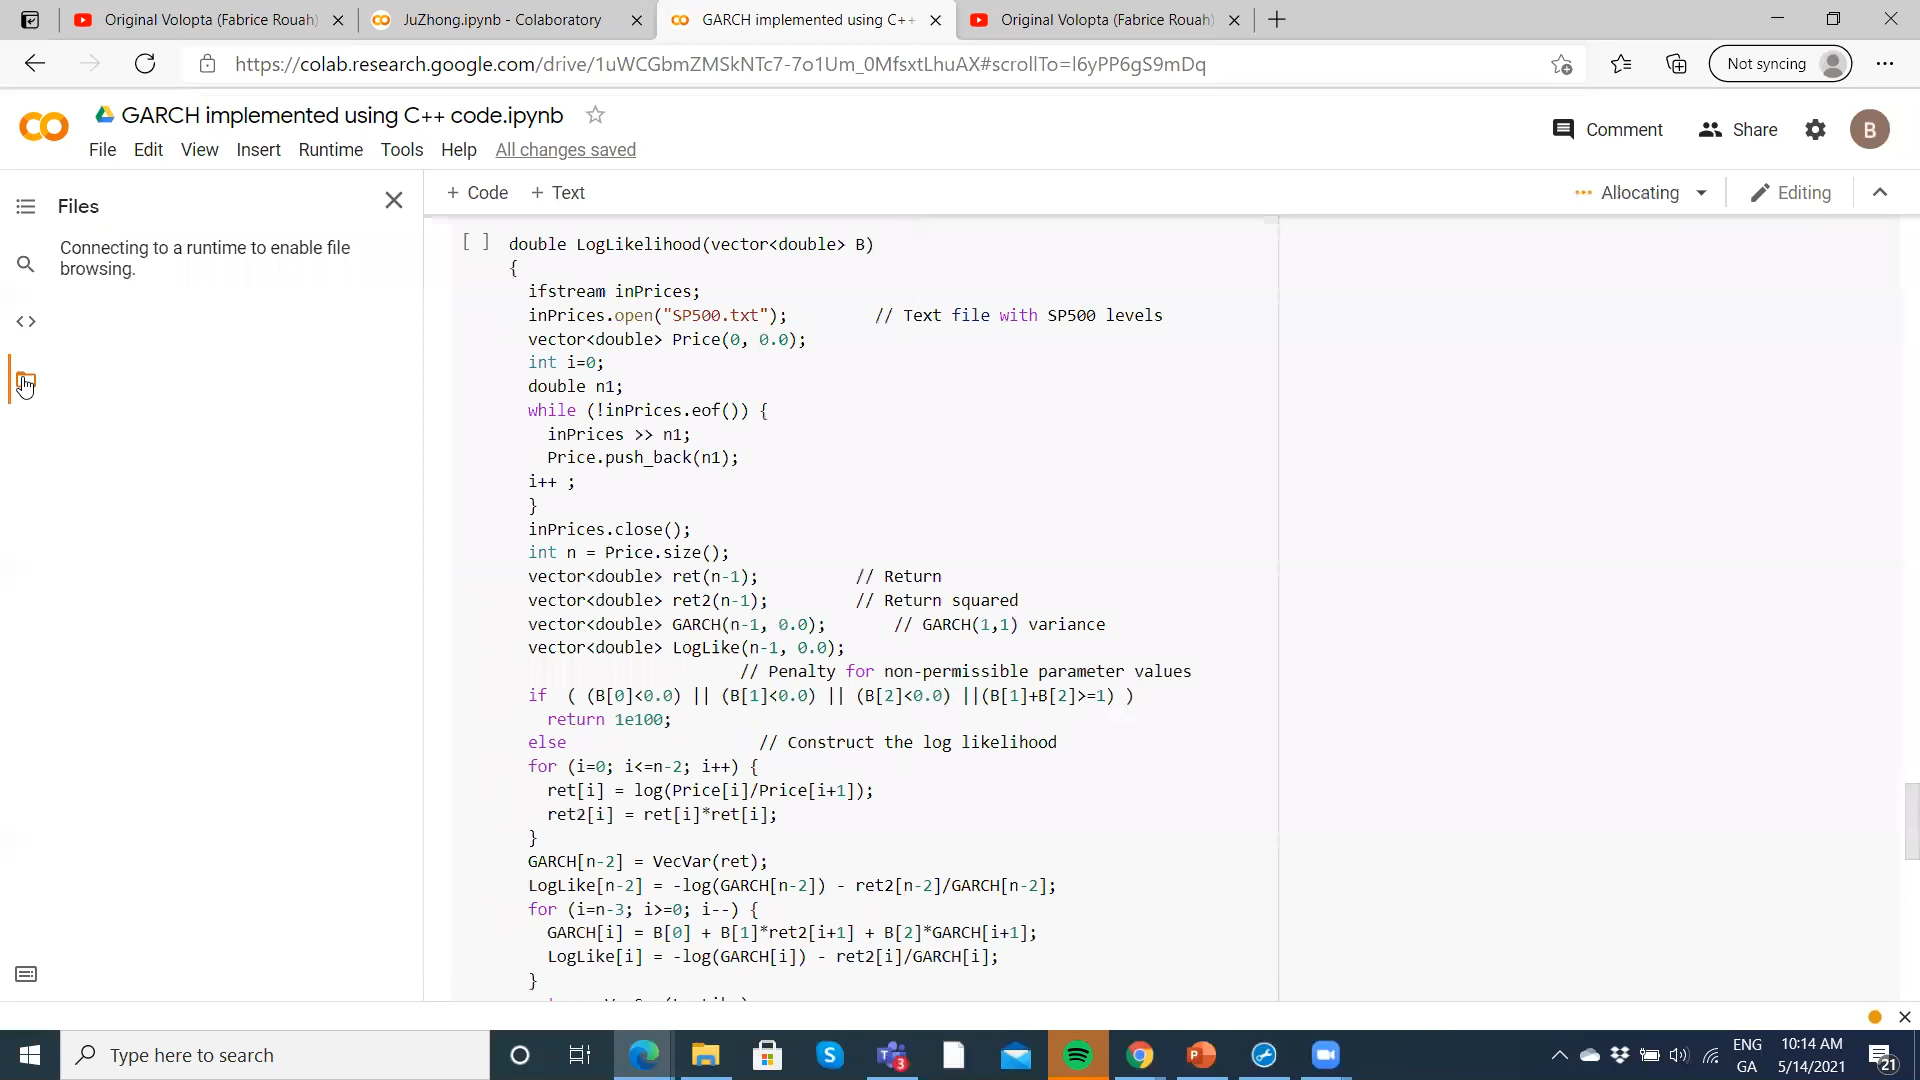 Original Volopta (Fabrice Rouah)
JuZhong.ipynb - Colaboratory
GARCH implemented using C++
Original Volopta (Fabrice Rouah)
https://colab.research.google.com/drive/1uWCGbmZMSkNTc7-7o1Um_0MfsxtLhuAX#scrollTo=l6yPP6gS9mDq
Not syncing
GARCH implemented using C++ code.ipynb
Comment
Share
B
File Edit View Insert Runtime Tools Help All changes saved
Files
+ Code + Text
Allocating
Editing
Connecting to a runtime to enable file
browsing.
[ ] double LogLikelihood(vector<double> B)
{
ifstream inPrices;
inPrices.open("SP500.txt"); // Text file with SP500 levels
vector<double> Price(0, 0.0);
int i=0;
double n1;
while (!inPrices.eof()) {
inPrices >> n1;
Price.push_back(n1);
i++ ;
}
inPrices.close();
int n = Price.size();
vector<double> ret(n-1); // Return
vector<double> ret2(n-1); // Return squared
vector<double> GARCH(n-1, 0.0); // GARCH(1,1) variance
vector<double> LogLike(n-1, 0.0);
// Penalty for non-permissible parameter values
if ( (B[0]<0.0) || (B[1]<0.0) || (B[2]<0.0) ||(B[1]+B[2]>=1) )
return 1e100;
else // Construct the log likelihood
for (i=0; i<=n-2; i++) {
ret[i] = log(Price[i]/Price[i+1]);
ret2[i] = ret[i]*ret[i];
}
GARCH[n-2] = VecVar(ret);
LogLike[n-2] = -log(GARCH[n-2]) - ret2[n-2]/GARCH[n-2];
for (i=n-3; i>=0; i--) {
GARCH[i] = B[0] + B[1]*ret2[i+1] + B[2]*GARCH[i+1];
LogLike[i] = -log(GARCH[i]) - ret2[i]/GARCH[i];
}
Type here to search
3
ENG
GA
10:14 AM
5/14/2021
21